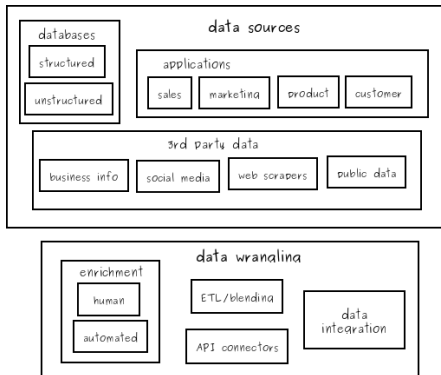 data sources
databases
structured
unstructured
applications
sales
marketing
product
customer
3rd party data
business info
social media
web scrapers
public data
data wrangling
enrichment
human
automated
ETL/blending
API connectors
data
integration